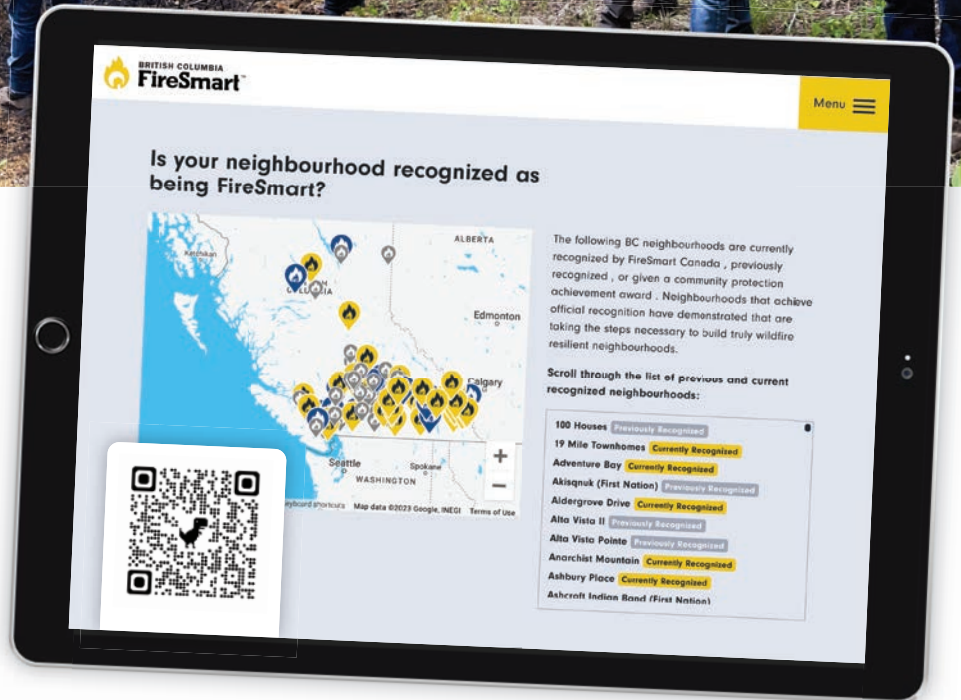 BRITISH COLUMBIA
FireSmart™
Menu
Is your neighbourhood recognized as
being FireSmart?
Ketchikan
ALBERTA
Edmonton
Calgary
Seattle
Spokane
WASHINGTON
+
−
Map data ©2023 Google, INEGI Terms of Use
The following BC neighbourhoods are currently
recognized by FireSmart Canada , previously
recognized , or given a community protection
achievement award . Neighbourhoods that achieve
official recognition have demonstrated that are
taking the steps necessary to build truly wildfire
resilient neighbourhoods.
Scroll through the list of previous and current
recognized neighbourhoods:
100 Houses Previously Recognized
19 Mile Townhomes Currently Recognized
Adventure Bay Currently Recognized
Akisqnuk (First Nation) Previously Recognized
Aldergrove Drive Currently Recognized
Alta Vista II Previously Recognized
Alta Vista Pointe Previously Recognized
Anarchist Mountain Currently Recognized
Ashbury Place Currently Recognized
Ashcroft Indian Band (First Nation)